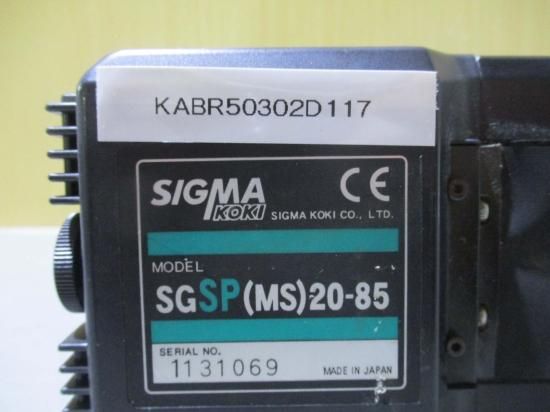 KABR50302D117
SIGMA KOKI CE
SIGMA KOKI CO., LTD.
MODEL
SGSP(MS)20-85
SERIAL NO.
1131069
MADE IN JAPAN